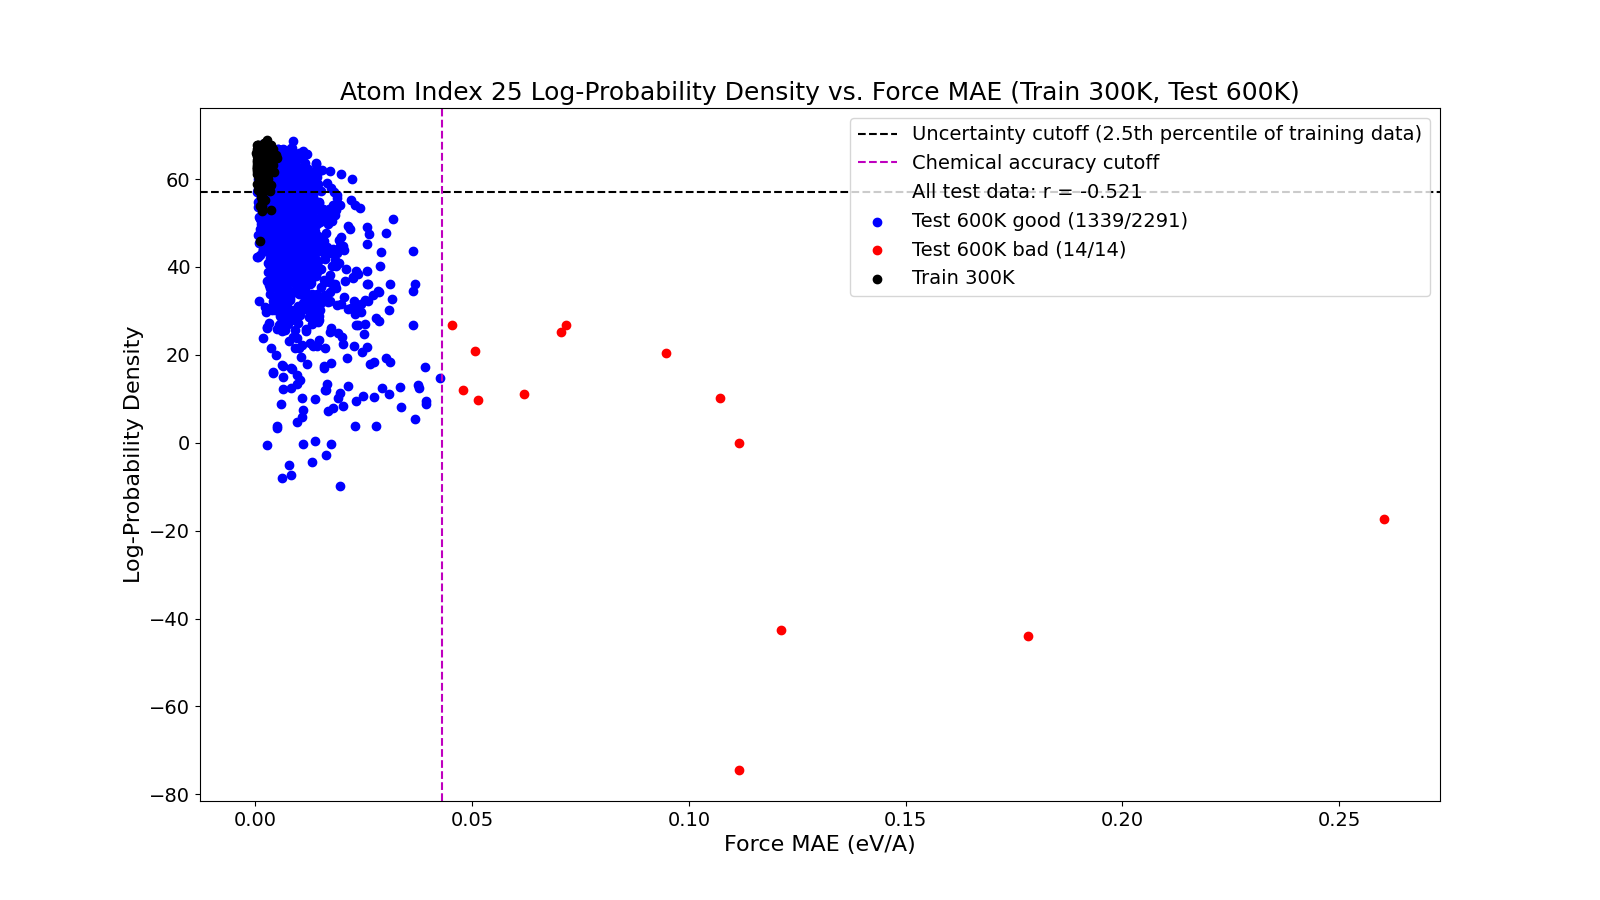 Atom Index 25 Log-Probability Density vs. Force MAE (Train 300K, Test 600K)
Uncertainty cutoff (2.5th percentile of training data)
Chemical accuracy cutoff
All test data: r = -0.521
Test 600K good (1339/2291)
Test 600K bad (14/14)
Train 300K
Log-Probability Density
60
40
20
0
−20
−40
−60
−80
0.00
0.05
0.10
0.15
0.20
0.25
Force MAE (eV/A)